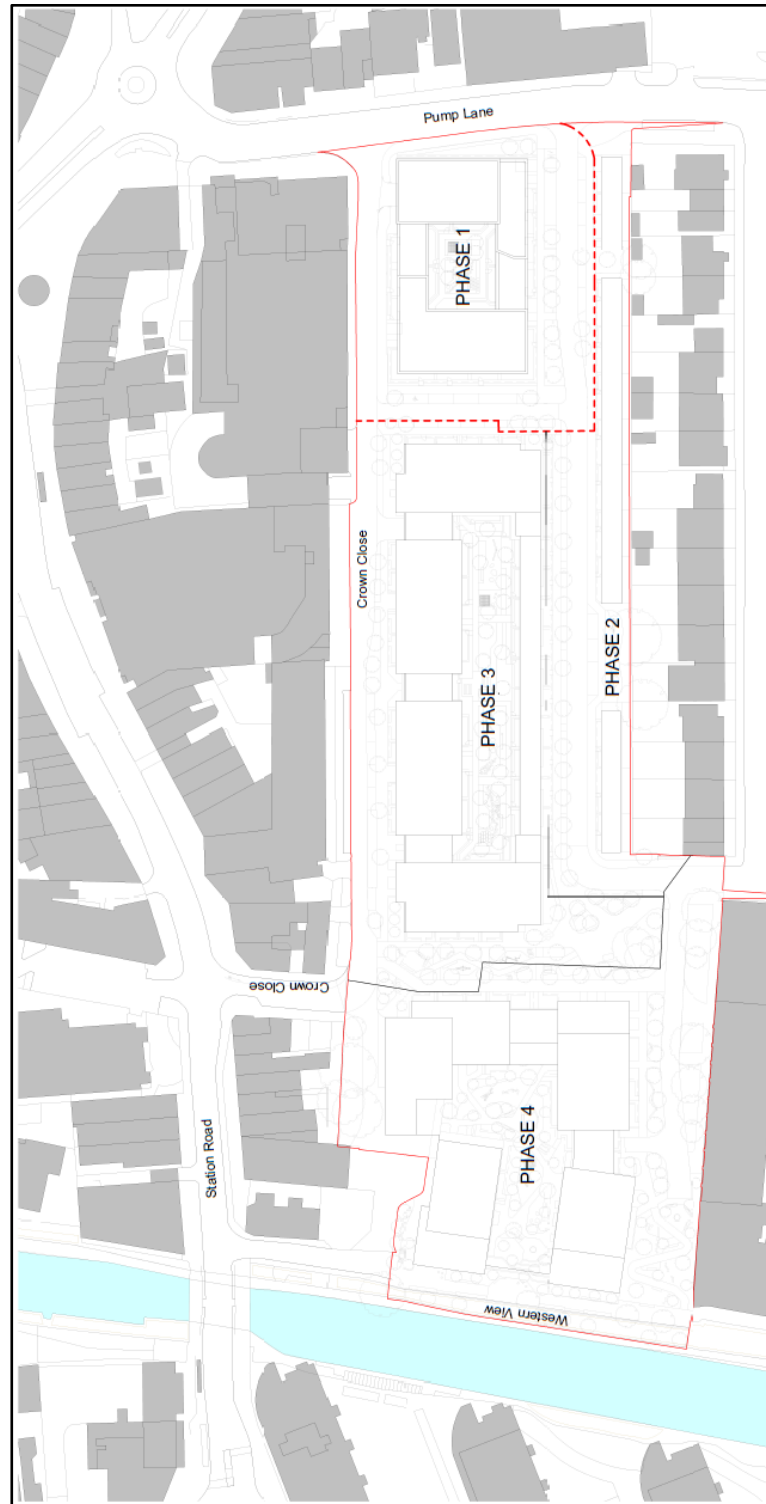 Pump Lane
PHASE 1
Crown Close
PHASE 2
PHASE 3
Crown Close
PHASE 4
Station Road
Western View